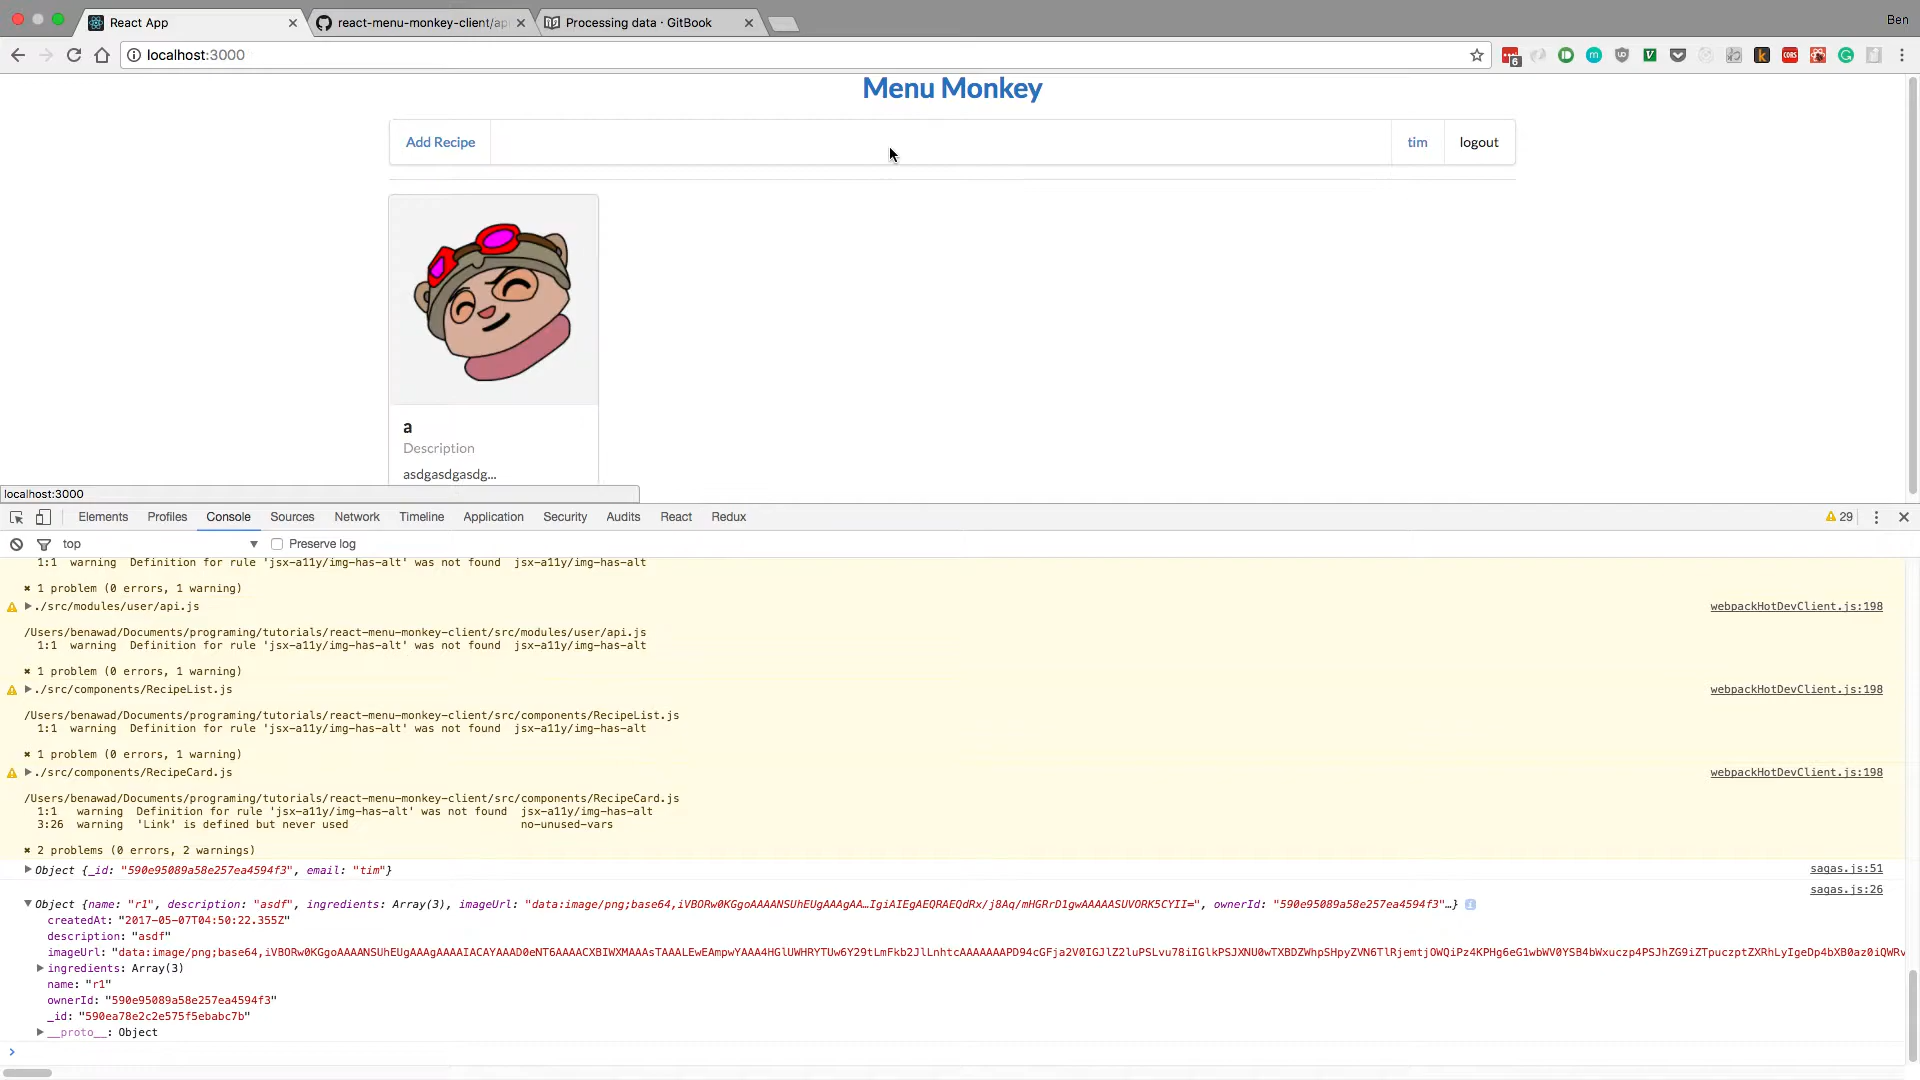 React App
react-menu-monkey-client/ap
Processing data · GitBook
Ben
localhost:3000
6
CORS
Menu Monkey
Add Recipe
tim
logout
a
Description
asdgasdgasdg...
localhost:3000
Elements Profiles Console Sources Network Timeline Application Security Audits React Redux
29
top
Preserve log
1:1 warning Definition for rule 'jsx-a11y/img-has-alt' was not found jsx-a11y/img-has-alt
✖ 1 problem (0 errors, 1 warning)
./src/modules/user/api.js webpackHotDevClient.js:198
/Users/benawad/Documents/programing/tutorials/react-menu-monkey-client/src/modules/user/api.js
1:1 warning Definition for rule 'jsx-a11y/img-has-alt' was not found jsx-a11y/img-has-alt
✖ 1 problem (0 errors, 1 warning)
./src/components/RecipeList.js webpackHotDevClient.js:198
/Users/benawad/Documents/programing/tutorials/react-menu-monkey-client/src/components/RecipeList.js
1:1 warning Definition for rule 'jsx-a11y/img-has-alt' was not found jsx-a11y/img-has-alt
✖ 1 problem (0 errors, 1 warning)
./src/components/RecipeCard.js webpackHotDevClient.js:198
/Users/benawad/Documents/programing/tutorials/react-menu-monkey-client/src/components/RecipeCard.js
1:1 warning Definition for rule 'jsx-a11y/img-has-alt' was not found jsx-a11y/img-has-alt
3:26 warning 'Link' is defined but never used no-unused-vars
✖ 2 problems (0 errors, 2 warnings)
Object {_id: "590e95089a58e257ea4594f3", email: "tim"} sagas.js:51
sagas.js:26
Object {name: "r1", description: "asdf", ingredients: Array(3), imageUrl: "data:image/png;base64,iVBORw0KGgoAAAANSUhEUgAAAgAA…IgiAIEgAEQRAEQdRx/j8Aq/mHGRrD1gwAAAAASUVORK5CYII=", ownerId: "590e95089a58e257ea4594f3"…}
createdAt: "2017-05-07T04:50:22.355Z"
description: "asdf"
imageUrl:
ingredients: Array(3)
name: "r1"
ownerId: "590e95089a58e257ea4594f3"
_id: "590ea78e2c2e575f5ebabc7b"
__proto__: Object